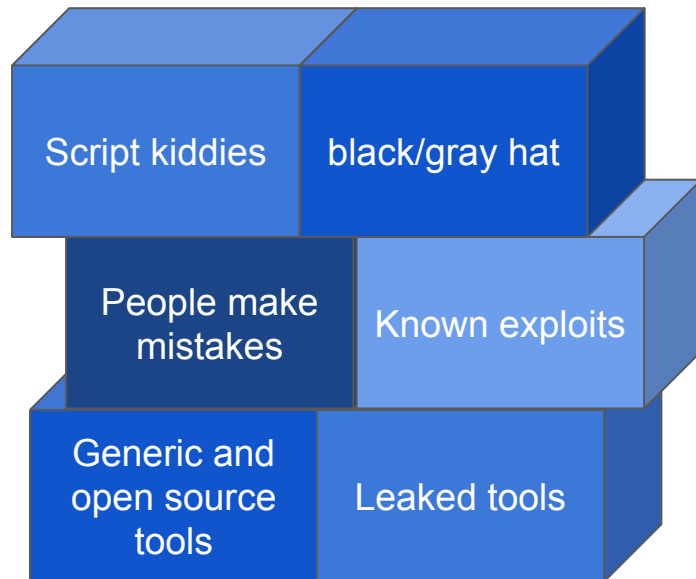 Script kiddies
black/gray hat
People make
mistakes
Known exploits
Generic and
open source
tools
Leaked tools